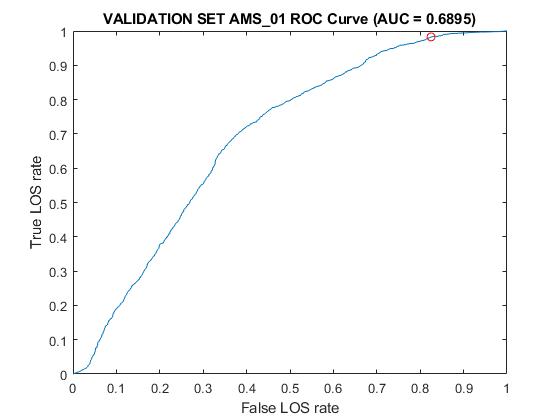 VALIDATION SET AMS_01 ROC Curve (AUC = 0.6895)
1
0.9
0.8
0.7
0.6
0.5
0.4
0.3
0.2
0.1
0
True LOS rate
0 0.1 0.2 0.3 0.4 0.5 0.6 0.7 0.8 0.9 1
False LOS rate